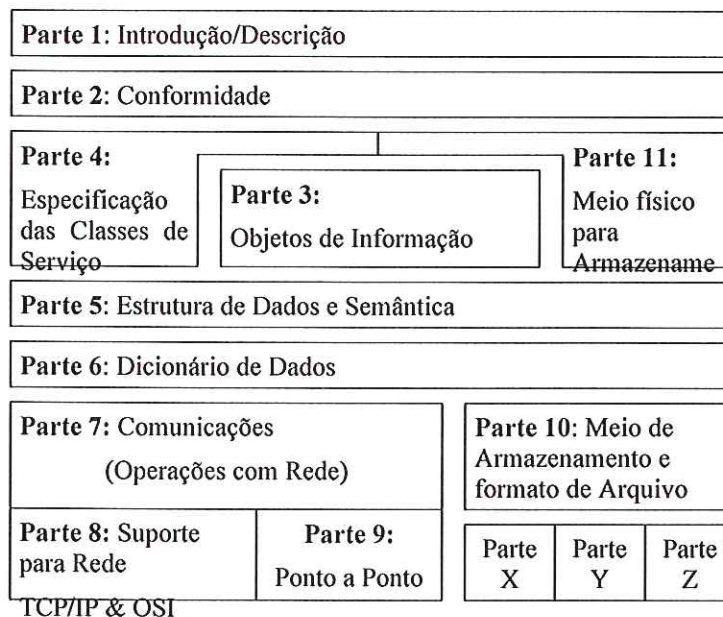 Parte 1: Introdução/Descrição
Parte 2: Conformidade
Parte 4:
Especificação
das Classes de
Serviço
Parte 3:
Objetos de Informação
Parte 11:
Meio físico
para
Armazename
Parte 5: Estrutura de Dados e Semântica
Parte 6: Dicionário de Dados
Parte 7: Comunicações
(Operações com Rede)
Parte 8: Suporte
para Rede
TCP/IP & OSI
Parte 9:
Ponto a Ponto
Parte 10: Meio de
Armazenamento e
formato de Arquivo
Parte
X
Parte
Y
Parte
Z